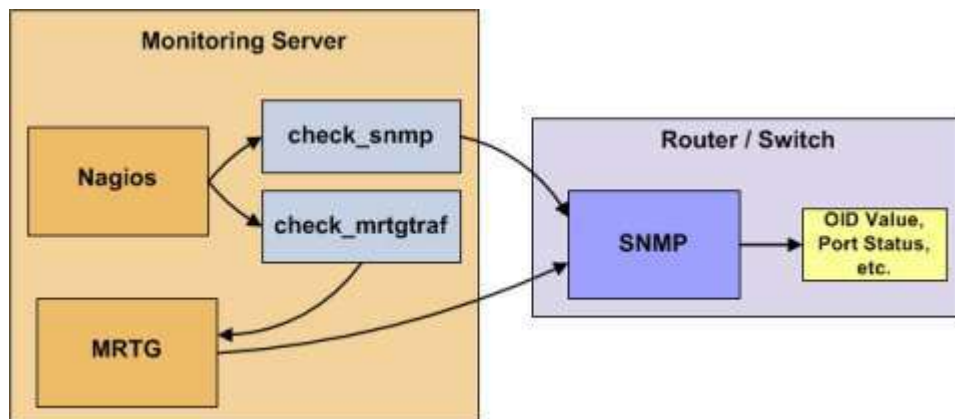 Monitoring Server
check_snmp
Nagios
check_mrtgtraf
MRTG
Router / Switch
SNMP
OID Value,
Port Status,
etc.